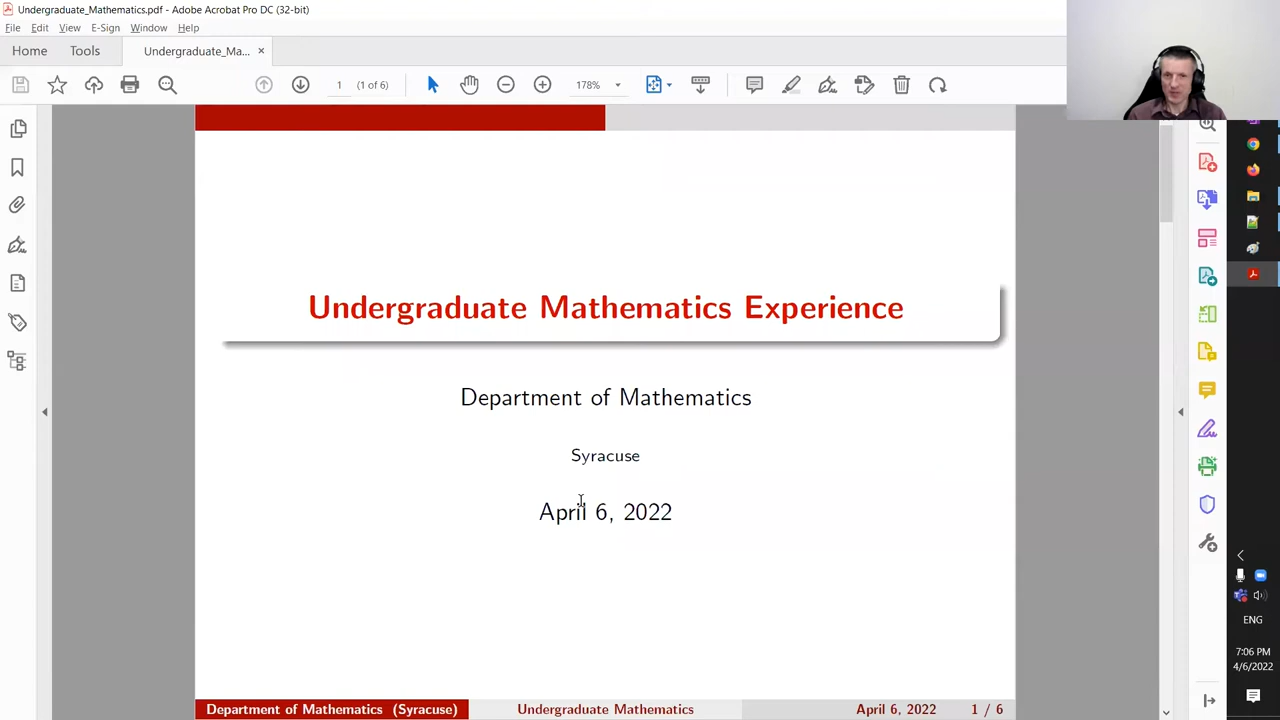 Undergraduate_Mathematics.pdf - Adobe Acrobat Pro DC (32-bit)
File Edit View E-Sign Window Help
Home Tools Undergraduate_Ma... ×
1 (1 of 6) 178%
Undergraduate Mathematics Experience
Department of Mathematics
Syracuse
April 6, 2022
Department of Mathematics (Syracuse) Undergraduate Mathematics April 6, 2022 1 / 6
ENG
7:06 PM
4/6/2022